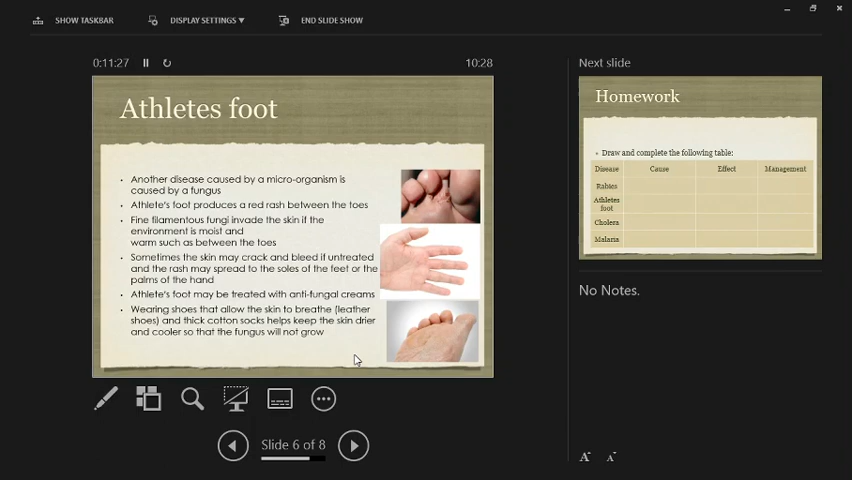 SHOW TASKBAR
DISPLAY SETTINGS ▼
END SLIDE SHOW
0:11:27
10:28
Athletes foot
• Another disease caused by a micro-organism is
caused by a fungus
• Athlete's foot produces a red rash between the toes
• Fine filamentous fungi invade the skin if the
environment is moist and
warm such as between the toes
• Sometimes the skin may crack and bleed if untreated
and the rash may spread to the soles of the feet or the
palms of the hand
• Athlete's foot may be treated with anti-fungal creams
• Wearing shoes that allow the skin to breathe (leather
shoes) and thick cotton socks helps keep the skin drier
and cooler so that the fungus will not grow
Slide 6 of 8
Next slide
Homework
• Draw and complete the following table:
Disease Cause Effect Management
Rabies
Athletes
foot
Cholera
Malaria
No Notes.
A A